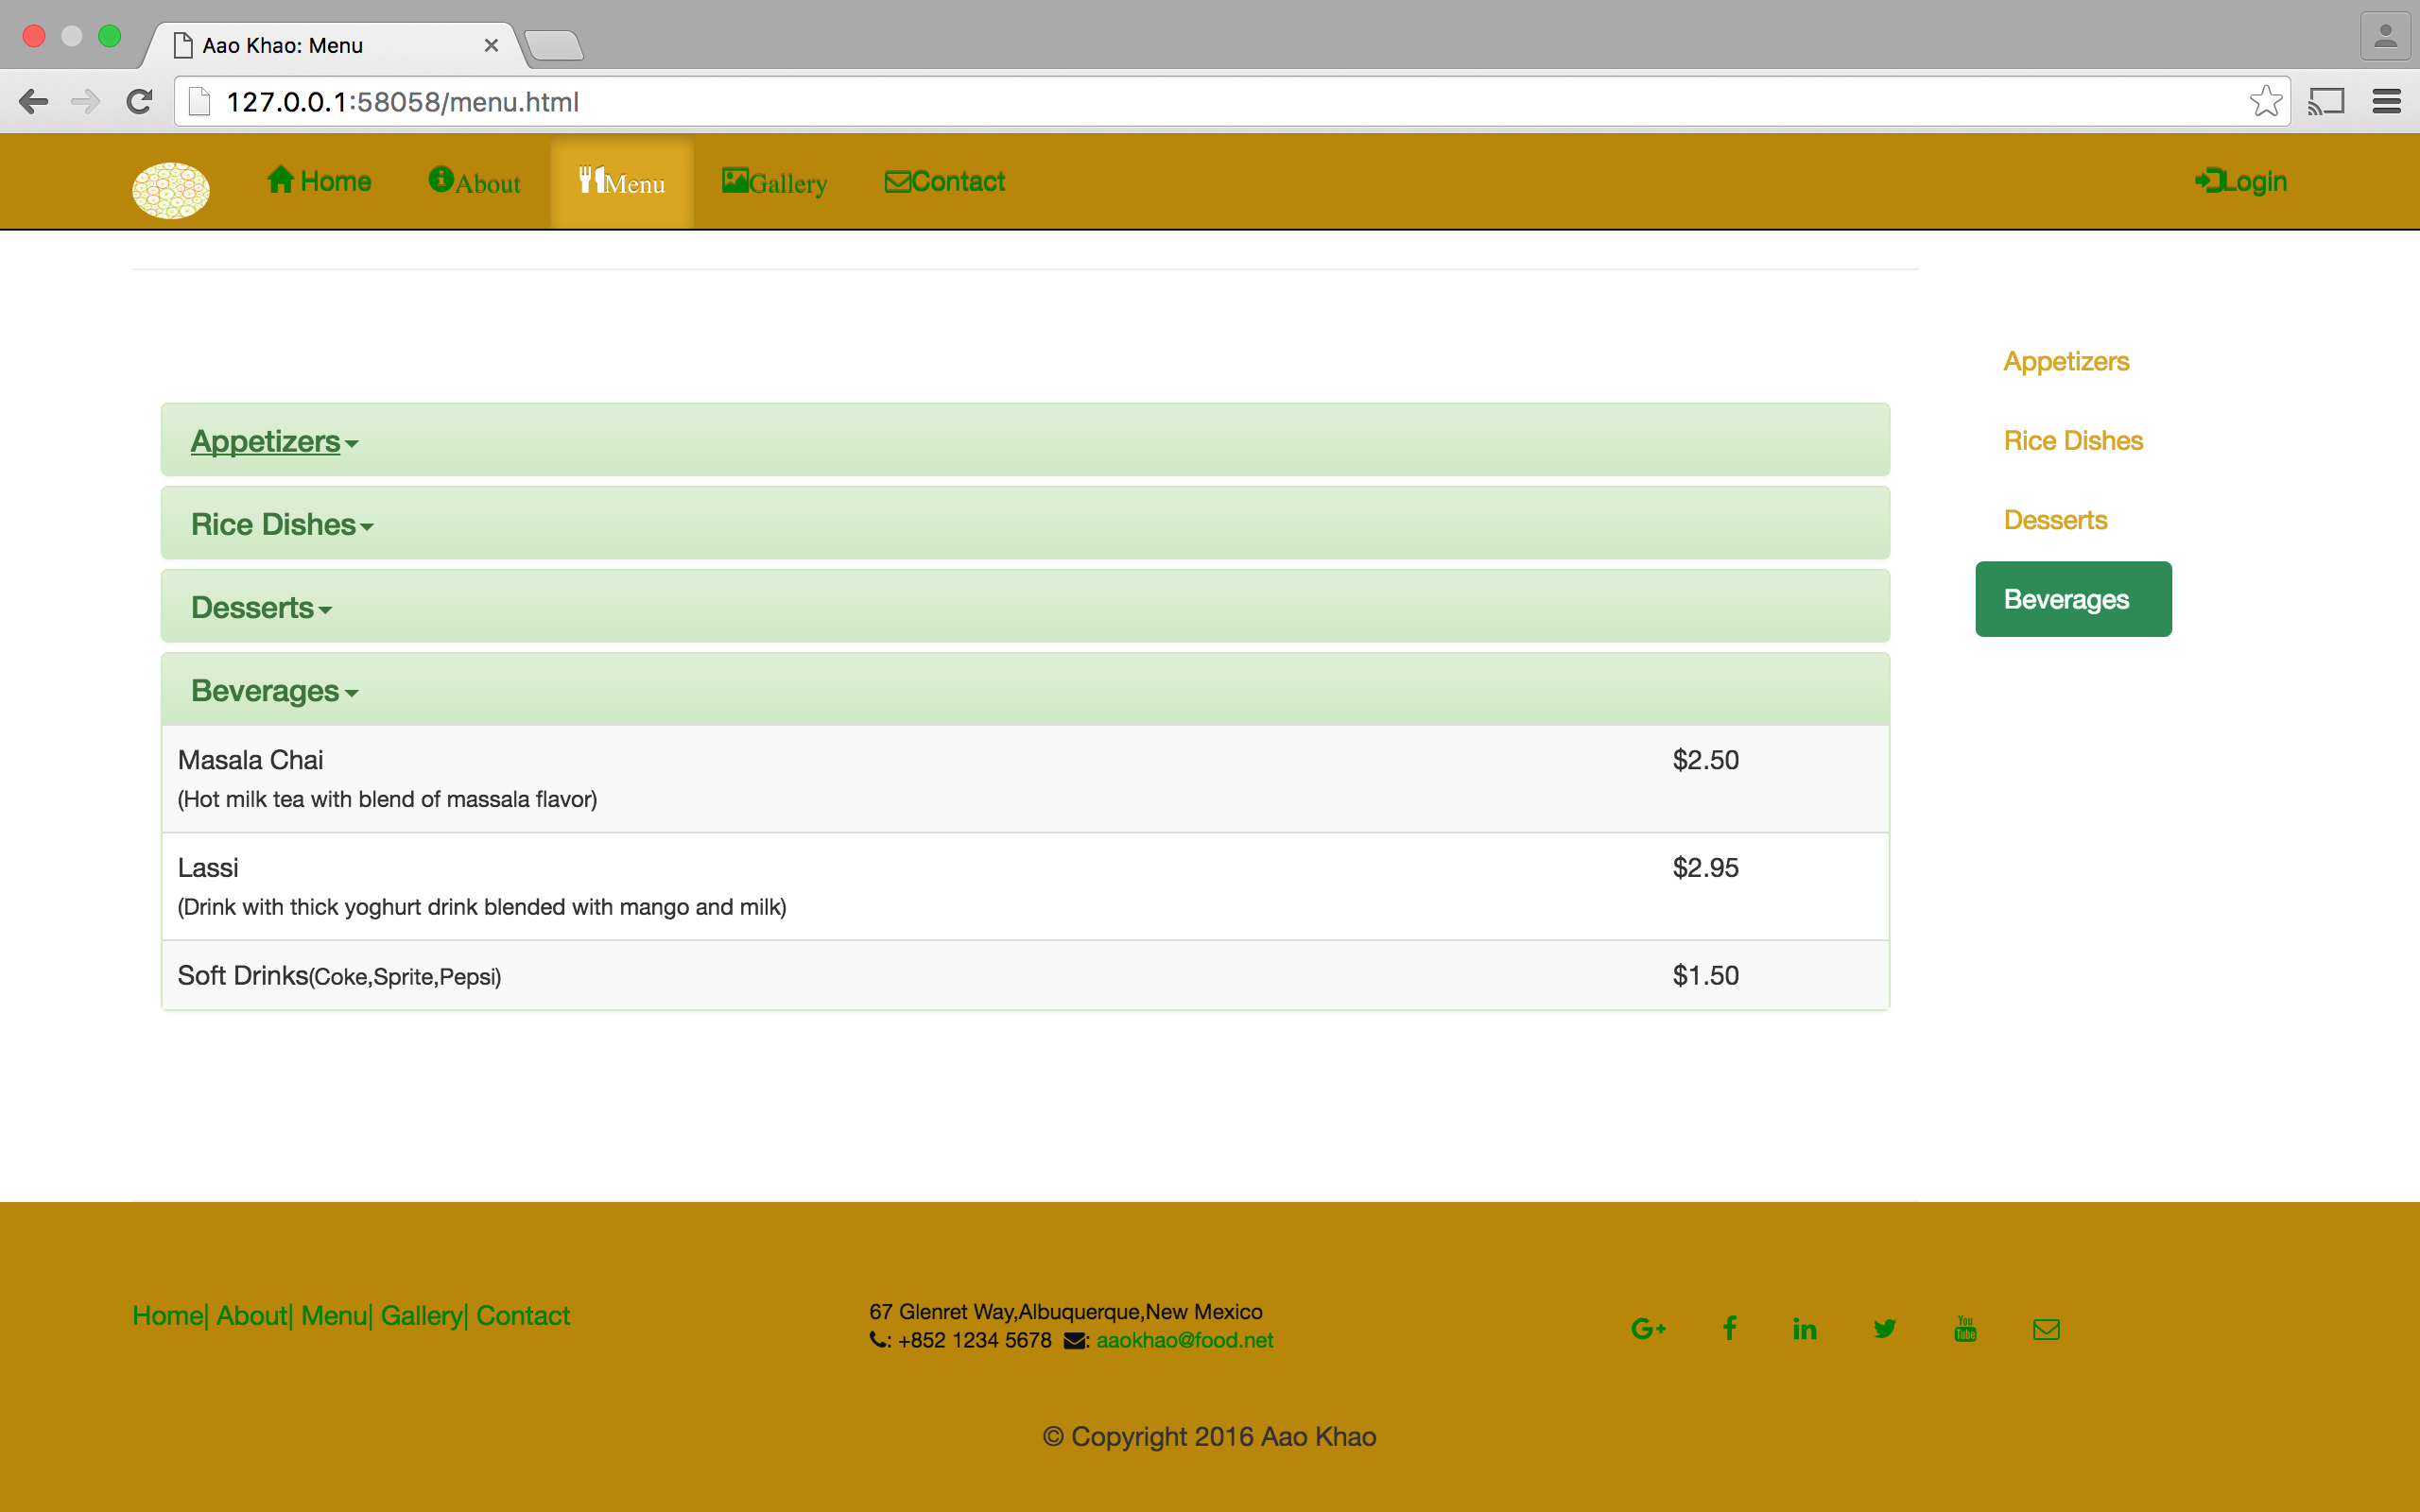 Aao Khao: Menu
127.0.0.1:58058/menu.html
Home About Menu Gallery Contact Login
Appetizers
Rice Dishes
Desserts
Beverages
Masala Chai $2.50
(Hot milk tea with blend of massala flavor)
Lassi $2.95
(Drink with thick yoghurt drink blended with mango and milk)
Soft Drinks(Coke,Sprite,Pepsi) $1.50
Appetizers
Rice Dishes
Desserts
Beverages
Home| About| Menu| Gallery| Contact
67 Glenret Way,Albuquerque,New Mexico
: +852 1234 5678 : aaokhao@food.net
G+ f in You Tube
© Copyright 2016 Aao Khao